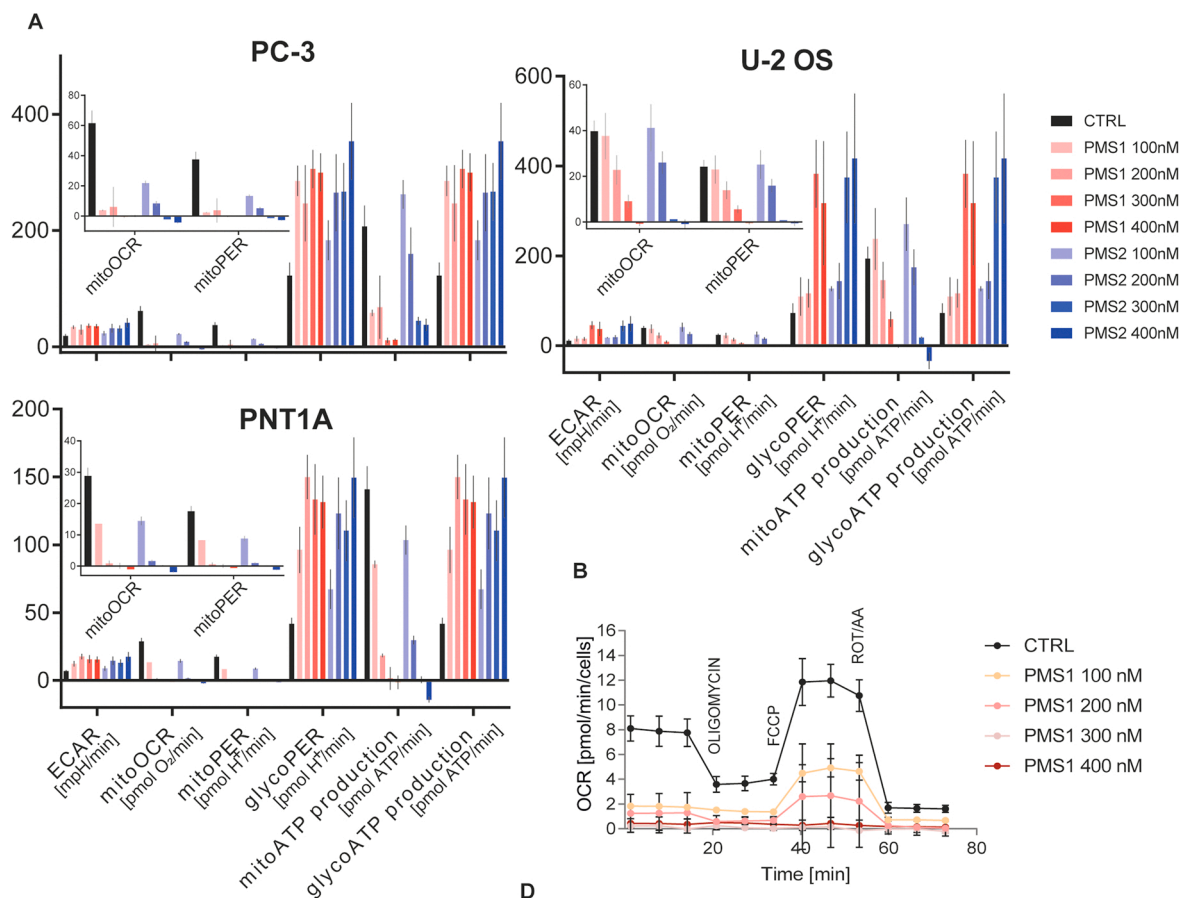 A
PC-3
400
200
0
80
60
40
20
0
mitoOCR
mitoPER
U-2 OS
600
400
200
0
60
40
20
0
mitoOCR
mitoPER
ECAR
[mpH/min]
mitoOCR
[pmol O₂/min]
mitoPER
[pmol H⁺/min]
glycoPER
[pmol H⁺/min]
mitoATP production
[pmol ATP/min]
glycoATP production
[pmol ATP/min]
CTRL
PMS1 100nM
PMS1 200nM
PMS1 300nM
PMS1 400nM
PMS2 100nM
PMS2 200nM
PMS2 300nM
PMS2 400nM
PNT1A
200
150
100
50
0
40
30
20
10
0
mitoOCR
mitoPER
ECAR
[mpH/min]
mitoOCR
[pmol O₂/min]
mitoPER
[pmol H⁺/min]
glycoPER
[pmol H⁺/min]
mitoATP production
[pmol ATP/min]
glycoATP production
[pmol ATP/min]
B
OCR [pmol/min/cells]
16
14
12
10
8
6
4
2
0
OLIGOMYCIN
FCCP
ROT/AA
20
40
60
80
Time [min]
CTRL
PMS1 100 nM
PMS1 200 nM
PMS1 300 nM
PMS1 400 nM
D